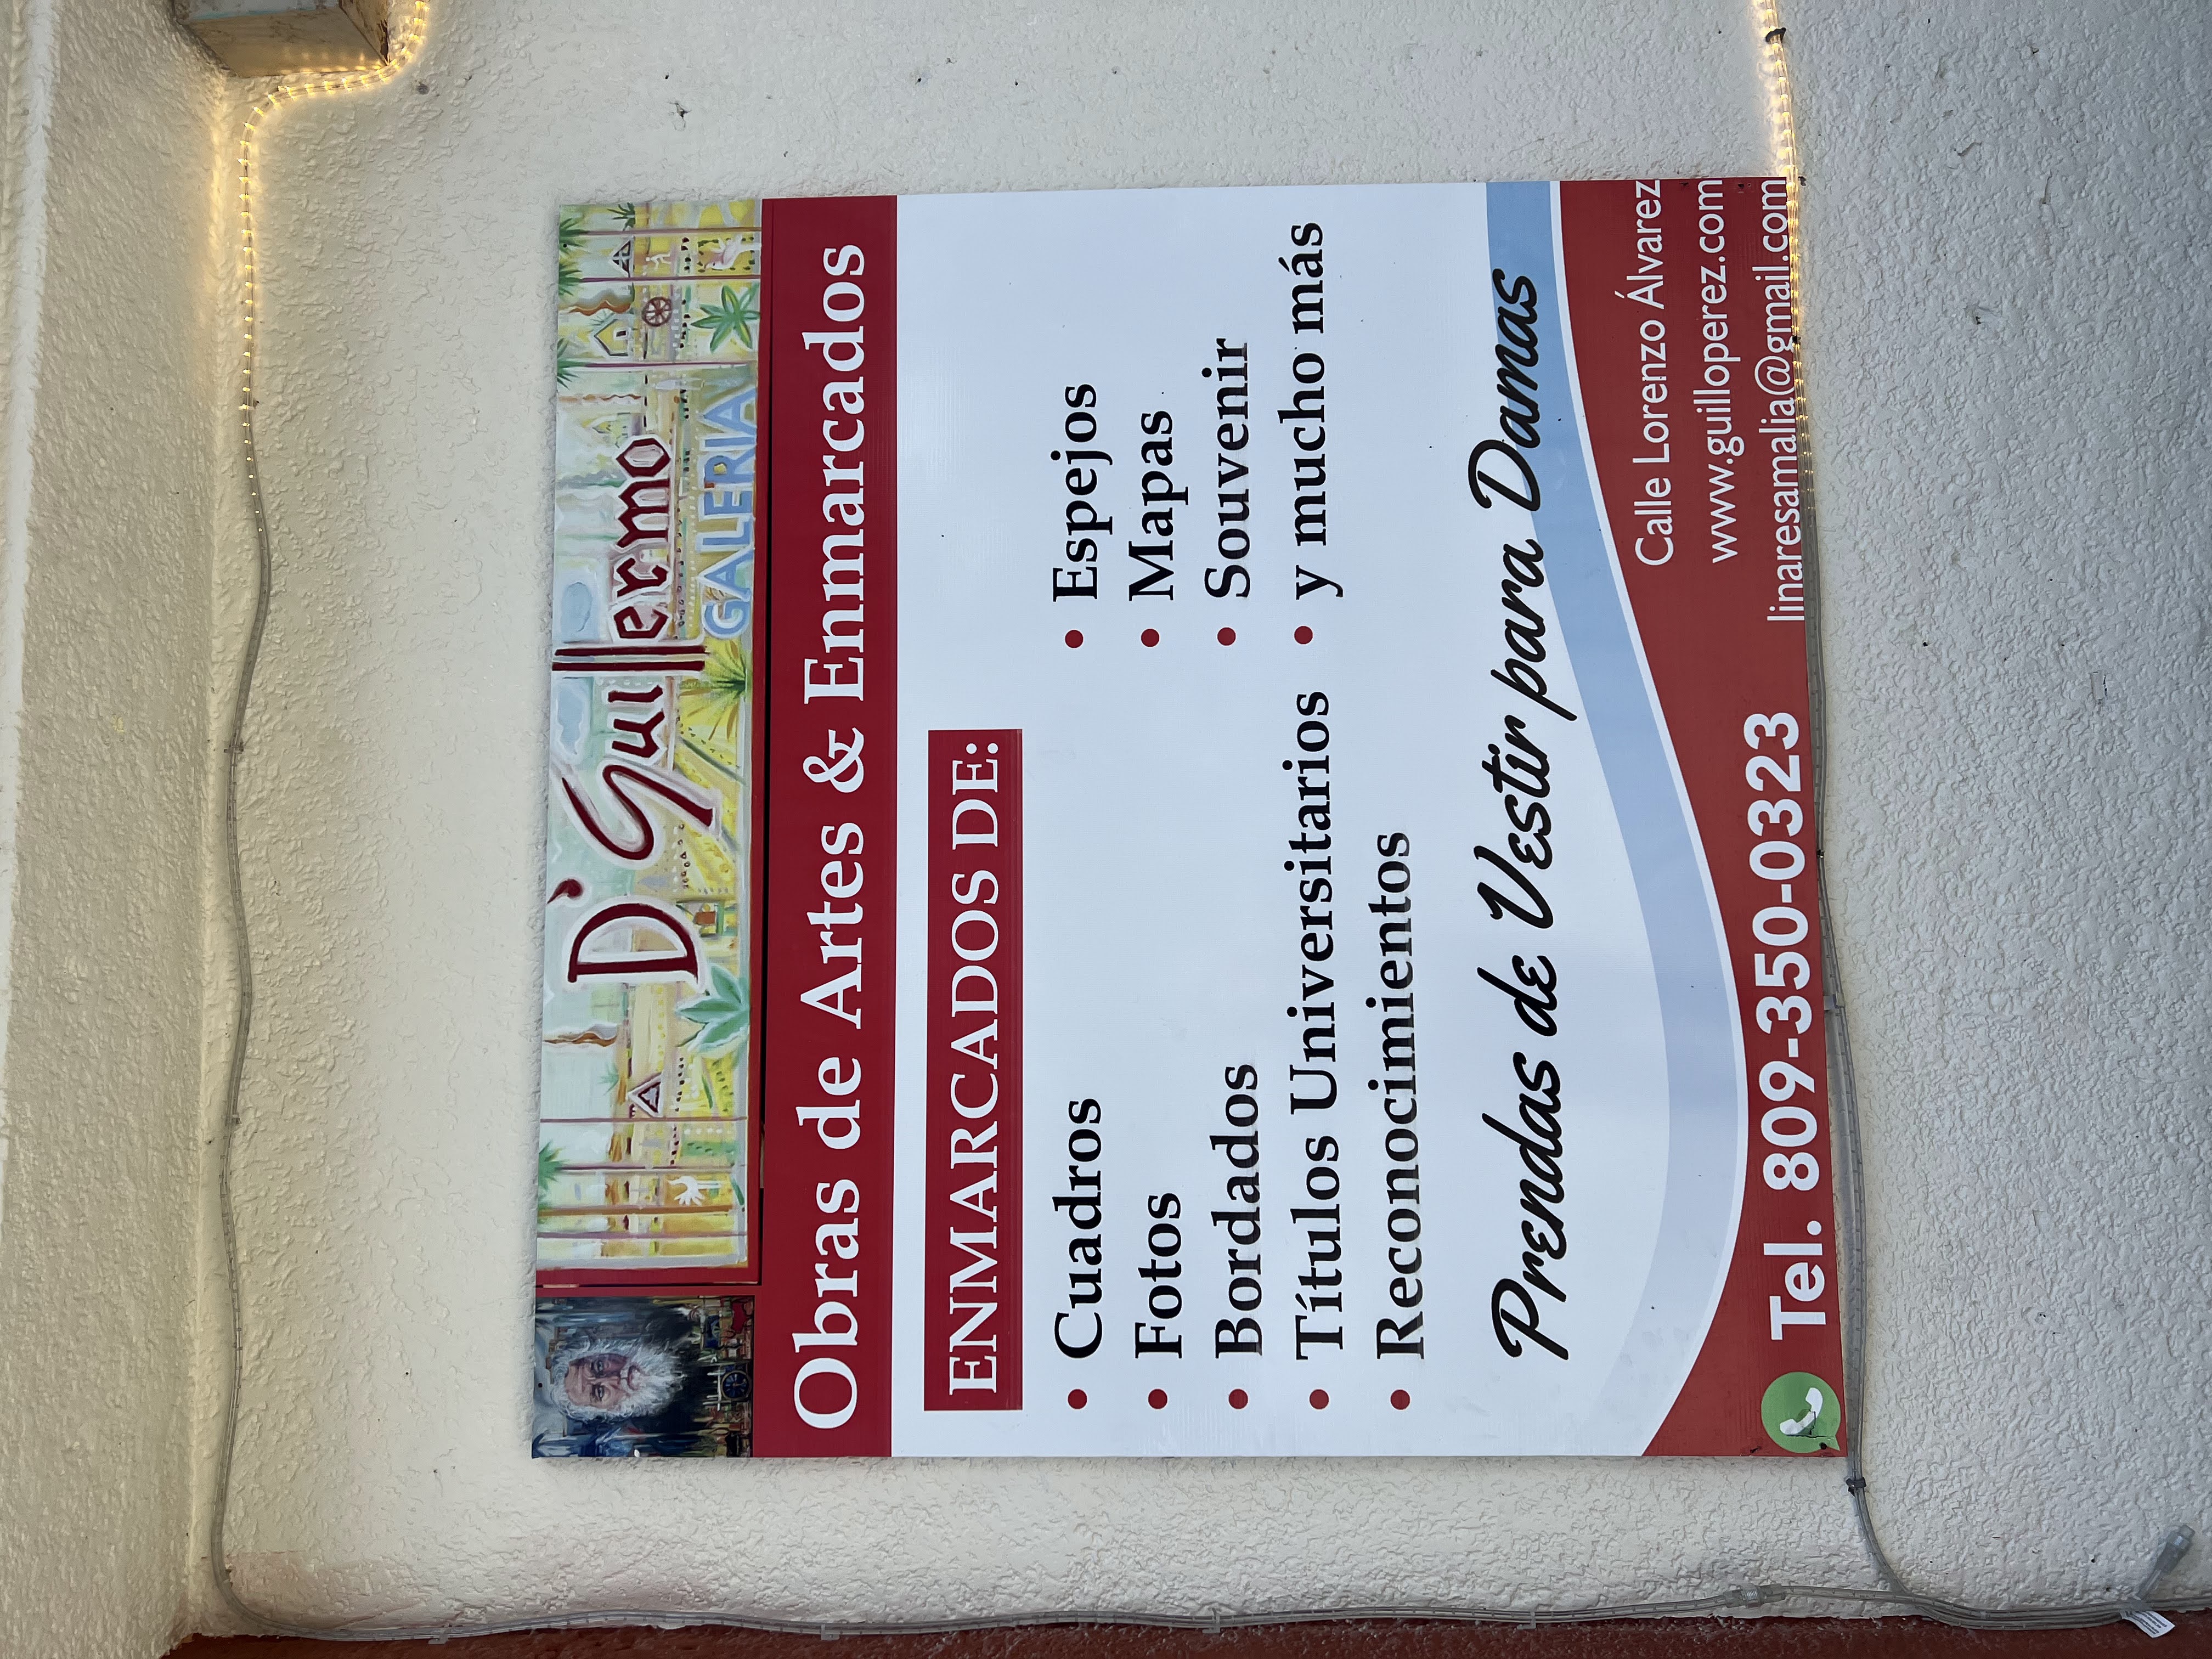 D'Guillermo
GALERIA
Obras de Artes & Enmarcados
ENMARCADOS DE:
• Cuadros
• Fotos
• Bordados
• Títulos Universitarios
• Reconocimientos
• Espejos
• Mapas
• Souvenir
• y mucho más
Prendas de Vestir para Damas
Calle Lorenzo Álvarez
www.guilloperez.com
linaresamalia@gmail.com
Tel. 809-350-0323